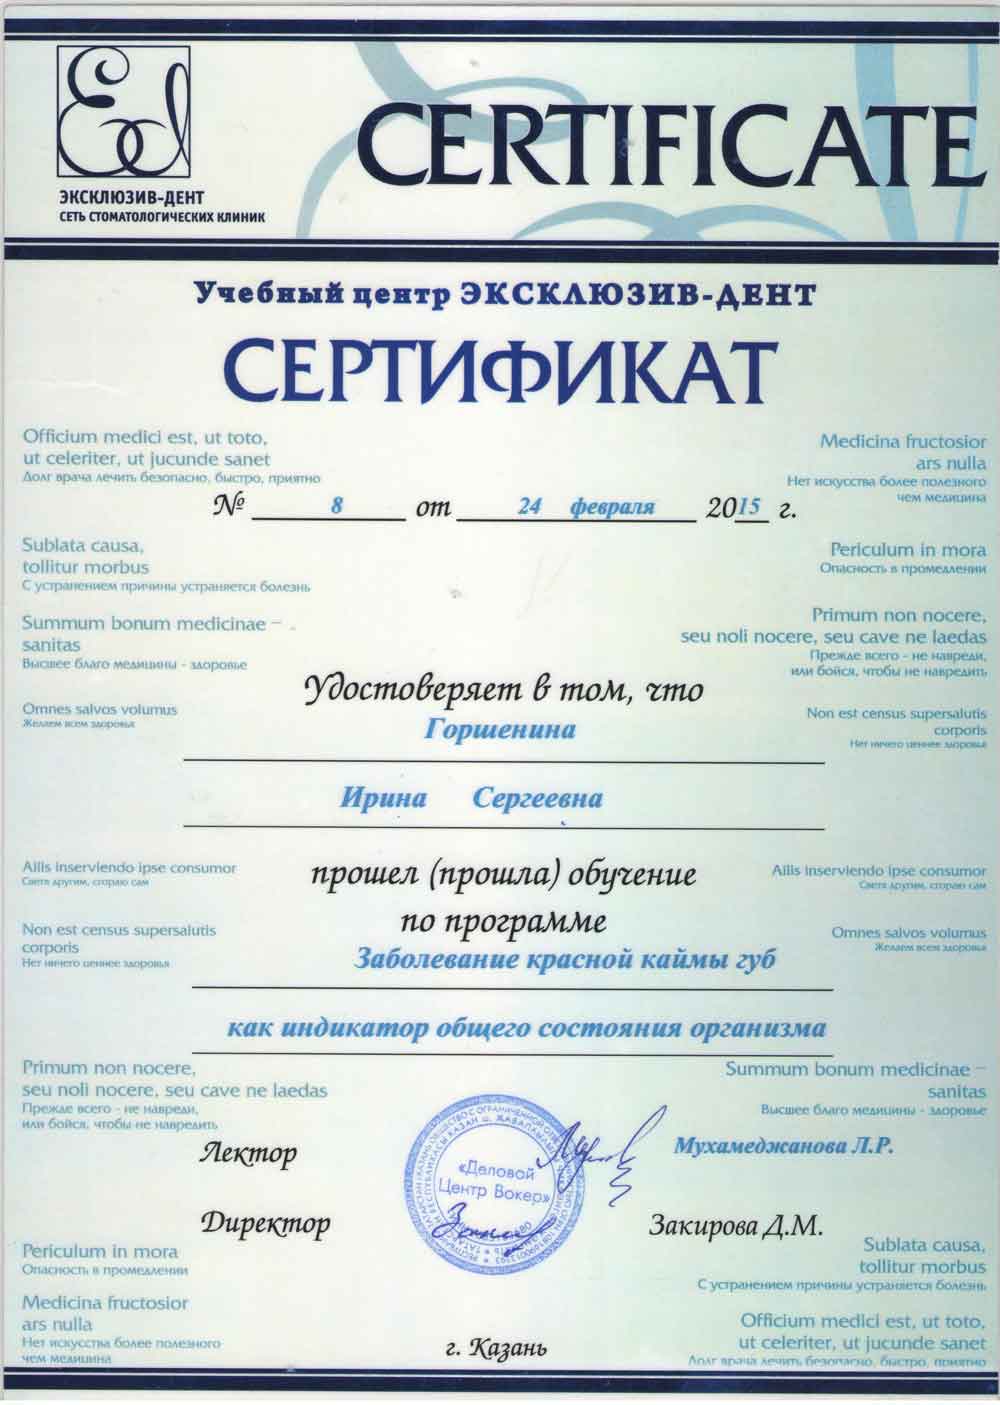 Ed
ЭКСКЛЮЗИВ-ДЕНТ
СЕТЬ СТОМАТОЛОГИЧЕСКИХ КЛИНИК
CERTIFICATE
Учебный центр ЭКСКЛЮЗИВ-ДЕНТ
СЕРТИФИКАТ
Officium medici est, ut toto,
ut celeriter, ut jucunde sanet
Долг врача лечить безопасно, быстро, приятно
Medicina fructosior
ars nulla
Нет искусства более полезного
чем медицина
№ 8 от 24 февраля 2015 г.
Sublata causa,
tollitur morbus
С устранением причины устраняется болезнь
Periculum in mora
Опасность в промедлении
Summum bonum medicinae –
sanitas
Высшее благо медицины - здоровье
Primum non nocere,
seu noli nocere, seu cave ne laedas
Прежде всего - не навреди,
или бойся, чтобы не навредить
Удостоверяет в том, что
Omnes salvos volumus
Желаем всем здоровья
Non est census supersalutis
corporis
Нет ничего ценнее здоровья
Горшенина
Ирина Сергеевна
Ailis inserviendo ipse consumor
Светя другим, сгораю сам
прошел (прошла) обучение
Ailis inserviendo ipse consumor
Светя другим, сгораю сам
по программе
Non est census supersalutis
corporis
Нет ничего ценнее здоровья
Omnes salvos volumus
Желаем всем здоровья
Заболевание красной каймы губ
как индикатор общего состояния организма
Primum non nocere,
seu noli nocere, seu cave ne laedas
Прежде всего - не навреди,
или бойся, чтобы не навредить
Summum bonum medicinae –
sanitas
Высшее благо медицины - здоровье
Лектор
«Деловой
Центр Вокер»
Мухамеджанова Л.Р.
Директор
Закирова Д.М.
Periculum in mora
Опасность в промедлении
Sublata causa,
tollitur morbus
С устранением причины устраняется болезнь
Medicina fructosior
ars nulla
Нет искусства более полезного
чем медицина
Officium medici est, ut toto,
ut celeriter, ut jucunde sanet
Долг врача лечить безопасно, быстро, приятно
г. Казань